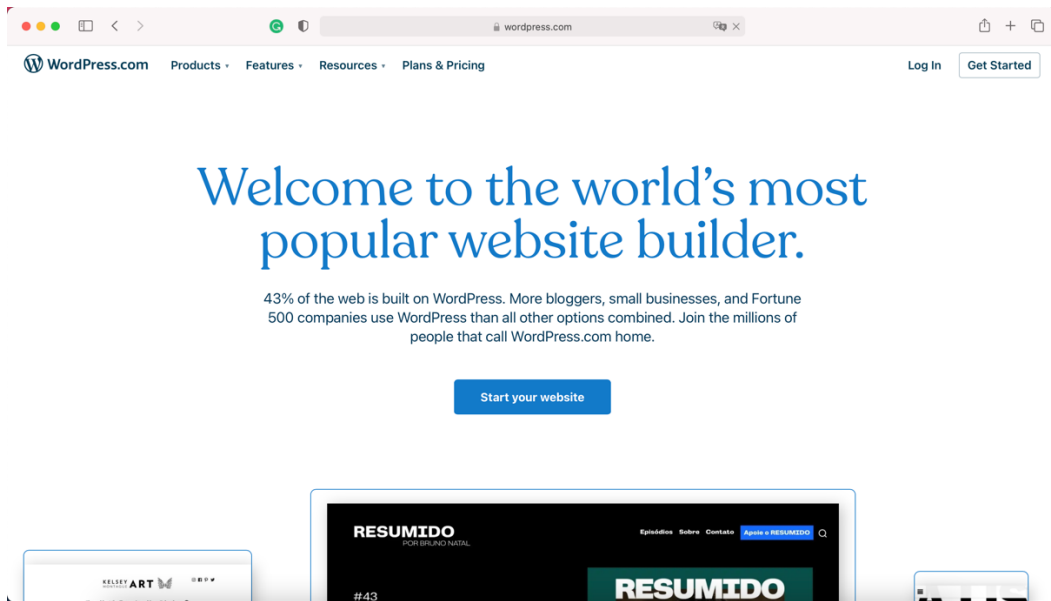 wordpress.com
WordPress.com Products Features Resources Plans & Pricing Log In Get Started
Welcome to the world's most
popular website builder.
43% of the web is built on WordPress. More bloggers, small businesses, and Fortune
500 companies use WordPress than all other options combined. Join the millions of
people that call WordPress.com home.
Start your website
RESUMIDO
POR BRUNO NATAL
Episódios Sobre Contato Apoie o RESUMIDO
KELSEY
ART
#43
RESUMIDO